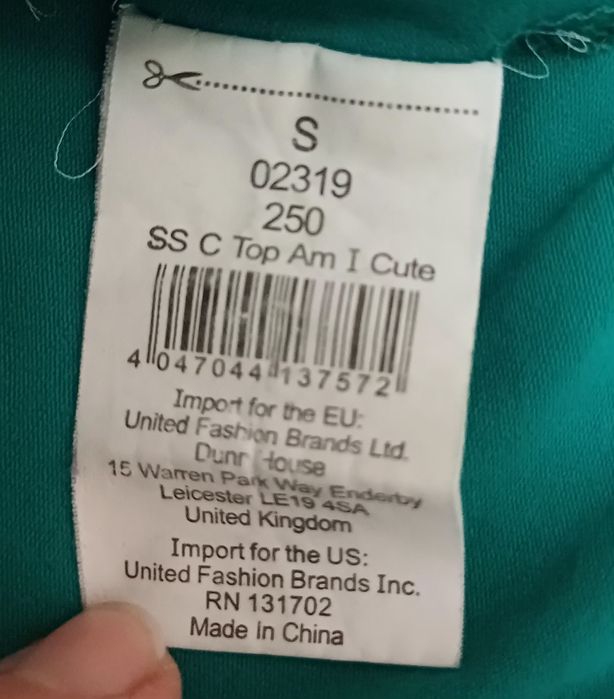 S
02319
250
SS C Top Am I Cute
4 047044 137572
Import for the EU:
United Fashion Brands Ltd.
Dunn House
15 Warren Park Way Enderby
Leicester LE19 4SA
United Kingdom
Import for the US:
United Fashion Brands Inc.
RN 131702
Made in China